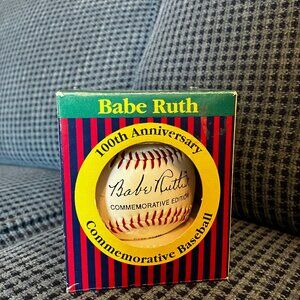 Babe Ruth
100th Anniversary
Babe Ruth
COMMEMORATIVE EDITION
Commemorative Baseball